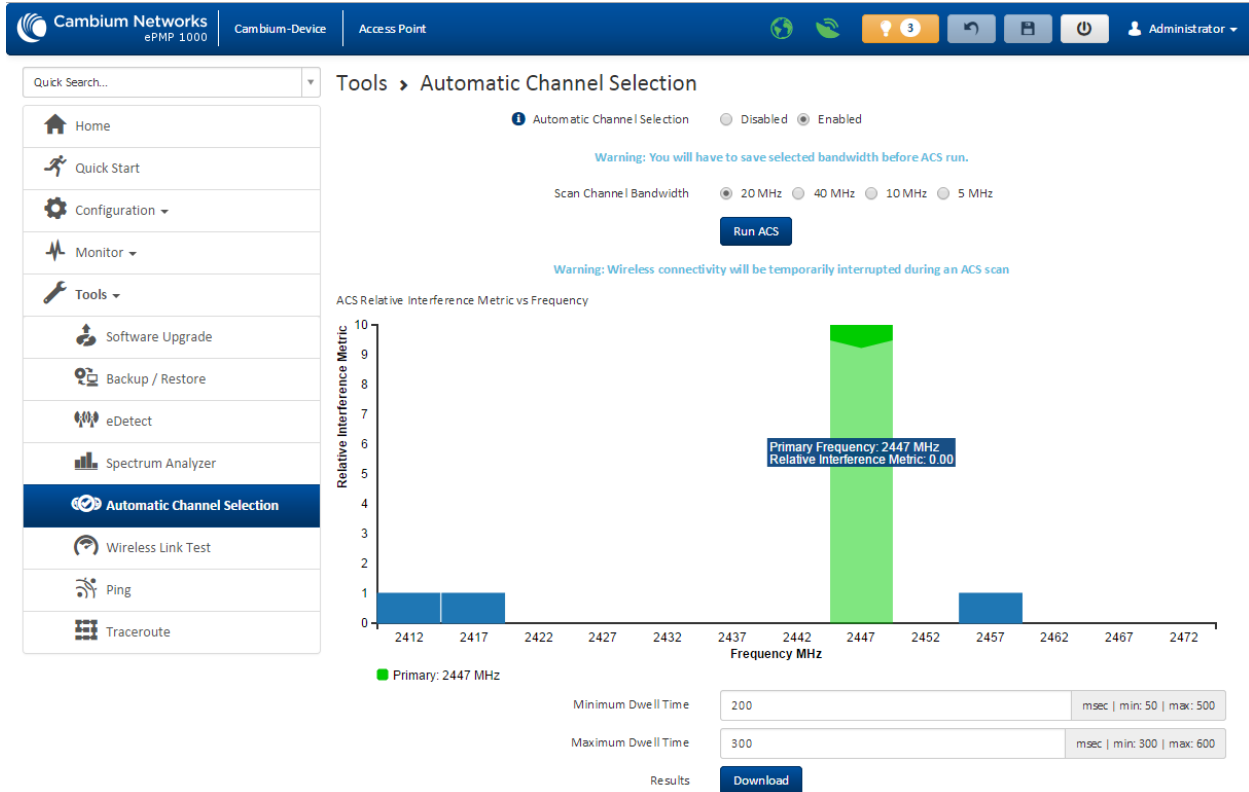 Cambium Networks
ePMP 1000
Cambium-Device
Access Point
3
Administrator
Quick Search...
Home
Quick Start
Configuration
Monitor
Tools
Software Upgrade
Backup / Restore
eDetect
Spectrum Analyzer
Automatic Channel Selection
Wireless Link Test
Ping
Traceroute
Tools > Automatic Channel Selection
Automatic Channel Selection Disabled Enabled
Warning: You will have to save selected bandwidth before ACS run.
Scan Channel Bandwidth 20 MHz 40 MHz 10 MHz 5 MHz
Run ACS
Warning: Wireless connectivity will be temporarily interrupted during an ACS scan
ACS Relative Interference Metric vs Frequency
Relative Interference Metric
10
9
8
7
6
5
4
3
2
1
0
Primary Frequency: 2447 MHz
Relative Interference Metric: 0.00
2412 2417 2422 2427 2432 2437 2442 2447 2452 2457 2462 2467 2472
Frequency MHz
Primary: 2447 MHz
Minimum Dwell Time 200 msec | min: 50 | max: 500
Maximum Dwell Time 300 msec | min: 300 | max: 600
Results Download